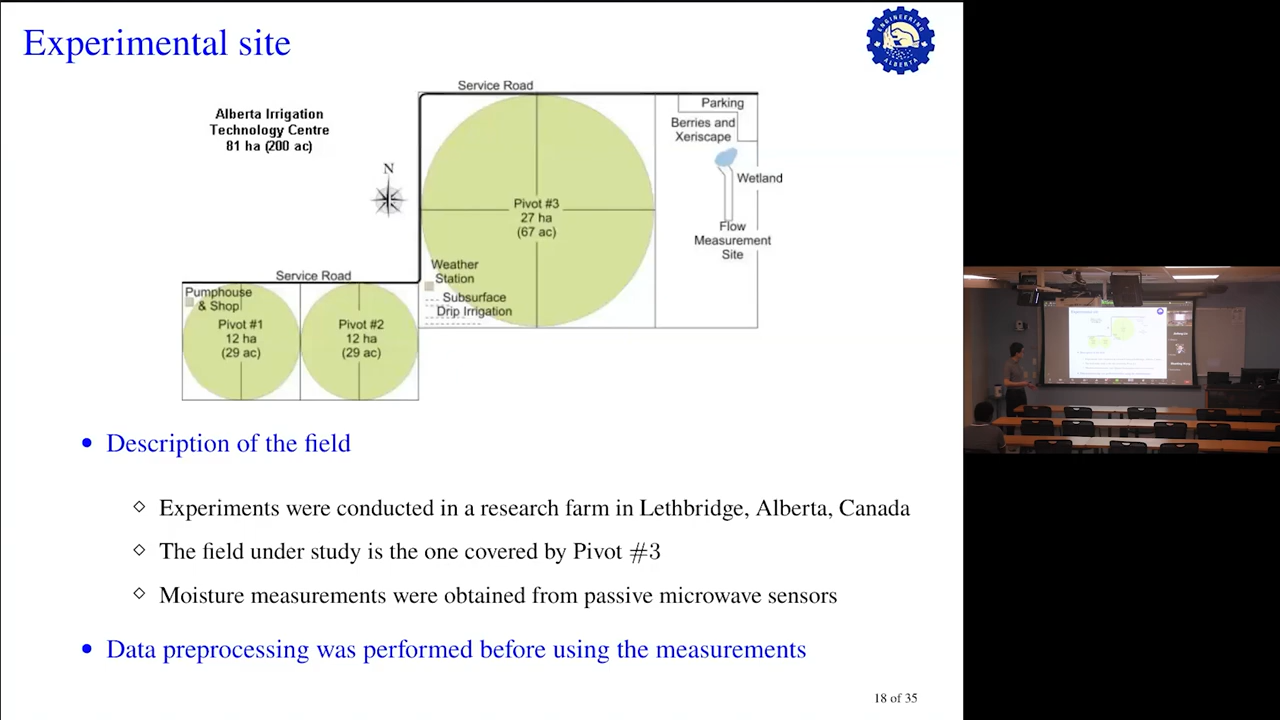 Experimental site
ENGINEERING
ALBERTA
Service Road
Alberta Irrigation
Technology Centre
81 ha (200 ac)
N
Pivot #3
27 ha
(67 ac)
Parking
Berries and
Xeriscape
Wetland
Flow
Measurement
Site
Weather
Station
Subsurface
Drip Irrigation
Service Road
Pumphouse
& Shop
Pivot #1
12 ha
(29 ac)
Pivot #2
12 ha
(29 ac)
• Description of the field
◇ Experiments were conducted in a research farm in Lethbridge, Alberta, Canada
◇ The field under study is the one covered by Pivot #3
◇ Moisture measurements were obtained from passive microwave sensors
• Data preprocessing was performed before using the measurements
18 of 35
Experimental site